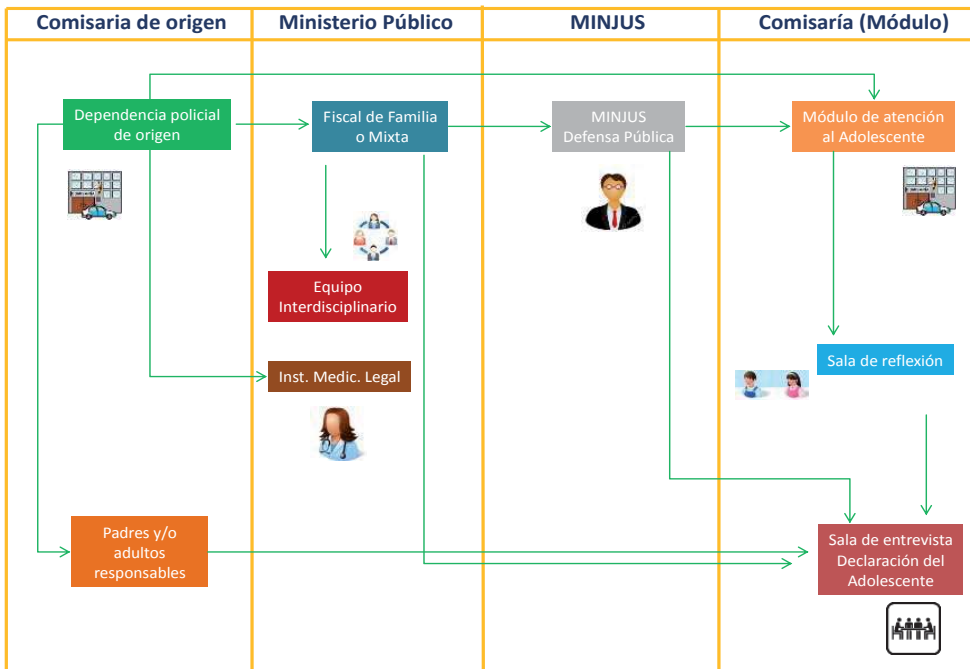 Comisaria de origen
Ministerio Público
MINJUS
Comisaría (Módulo)
Dependencia policial
de origen
Fiscal de Familia
o Mixta
MINJUS
Defensa Pública
Módulo de atención
al Adolescente
Equipo
Interdisciplinario
Inst. Medic. Legal
Sala de reflexión
Padres y/o
adultos
responsables
Sala de entrevista
Declaración del
Adolescente